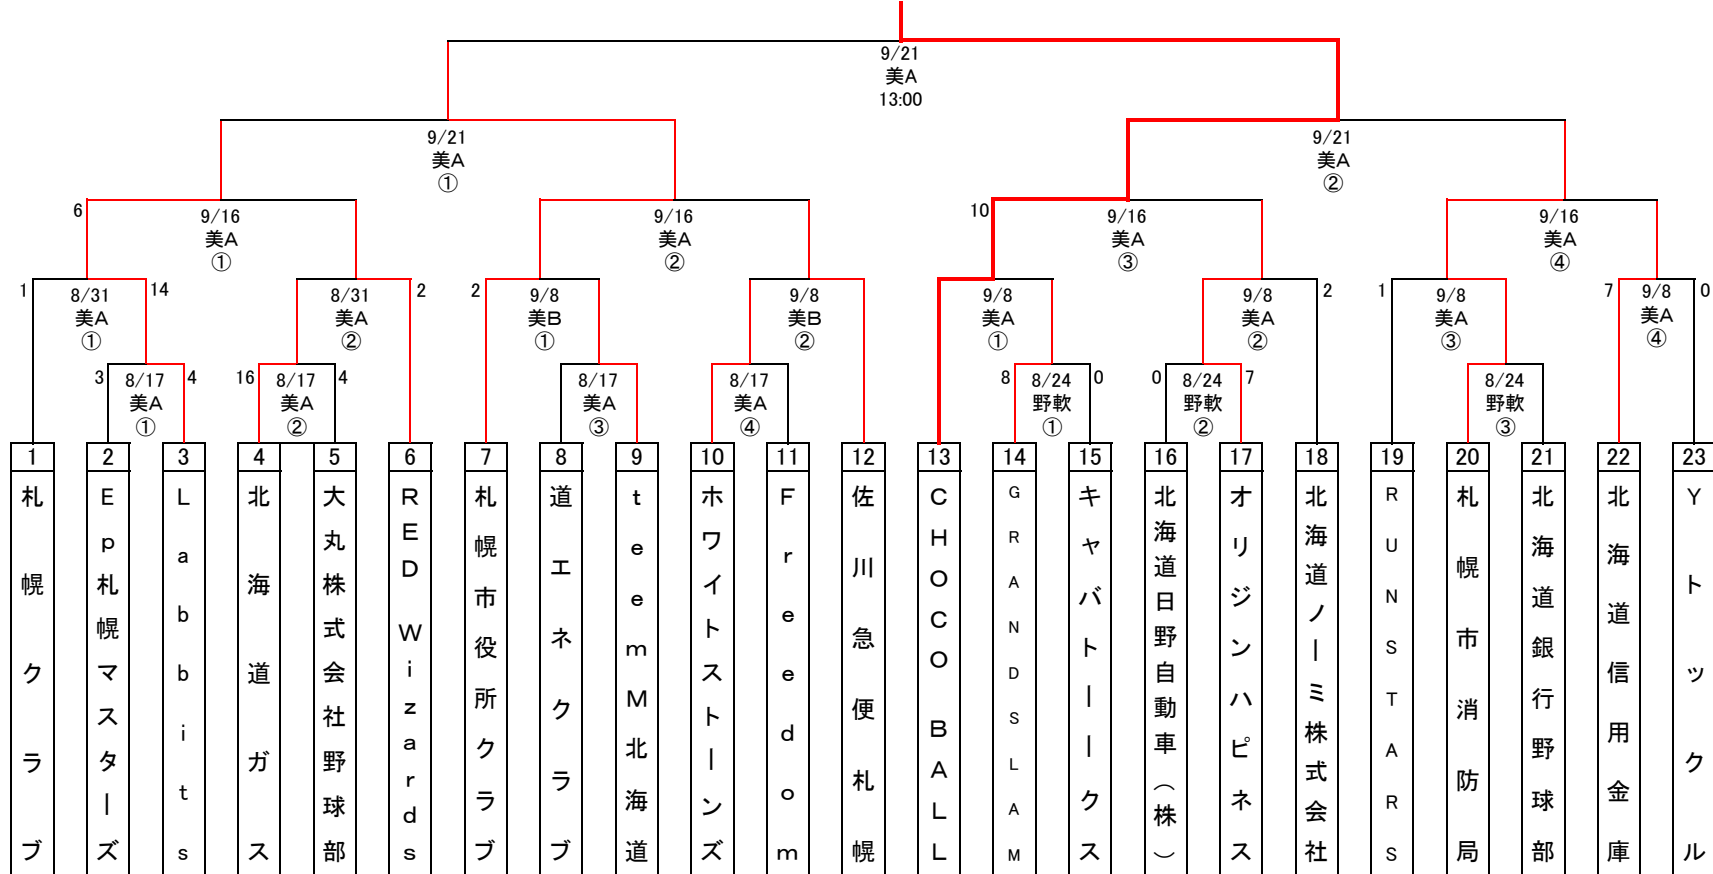 9/21
美A
13:00
9/21
美A
①
9/21
美A
②
6
9/16
美A
①
9/16
美A
②
10
9/16
美A
③
9/16
美A
④
1
8/31
美A
①
14
8/31
美A
②
2
2
9/8
美B
①
9/8
美B
②
9/8
美A
①
9/8
美A
②
2
1
9/8
美A
③
7
9/8
美A
④
0
3
8/17
美A
①
4
16
8/17
美A
②
4
8/17
美A
③
8/17
美A
④
8
8/24
野軟
①
0
0
8/24
野軟
②
7
8/24
野軟
③
1
札幌クラブ
2
Ep札幌マスターズ
3
Labbits
4
北海道ガス
5
大丸株式会社野球部
6
RED Wizards
7
札幌市役所クラブ
8
道エネクラブ
9
teemM北海道
10
ホワイトストーンズ
11
Freedom
12
佐川急便札幌
13
CHOCO BALL
14
GRANDSLAM
15
キャバトークス
16
北海道日野自動車(株)
17
オリジンハピネス
18
北海道ノーミ株式会社
19
RUNSTARS
20
札幌市消防局
21
北海道銀行野球部
22
北海道信用金庫
23
Yトックル